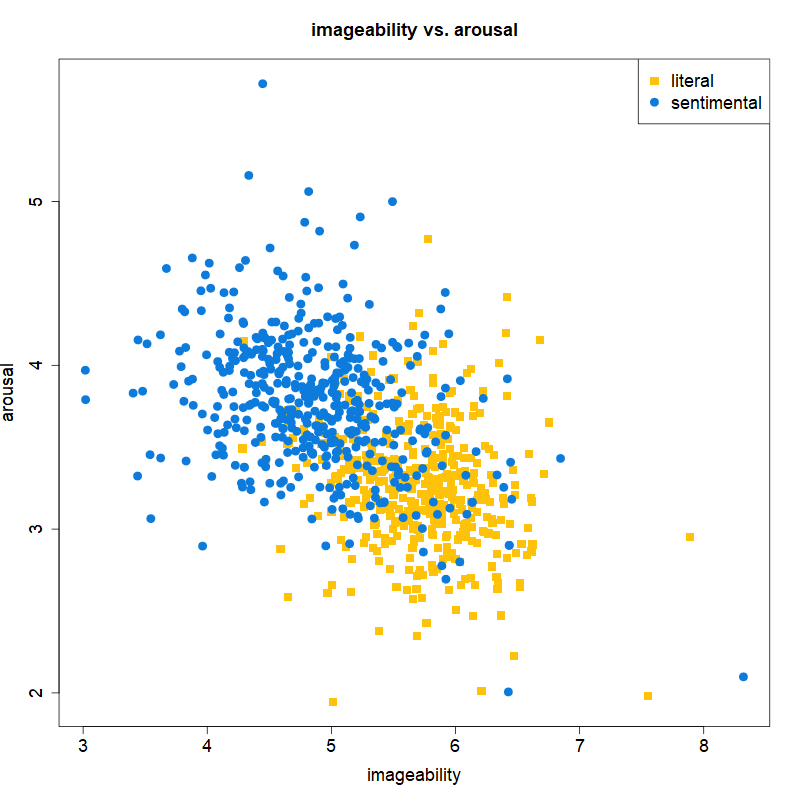 imageability vs. arousal
literal
sentimental
5
4
3
2
arousal
3 4 5 6 7 8
imageability